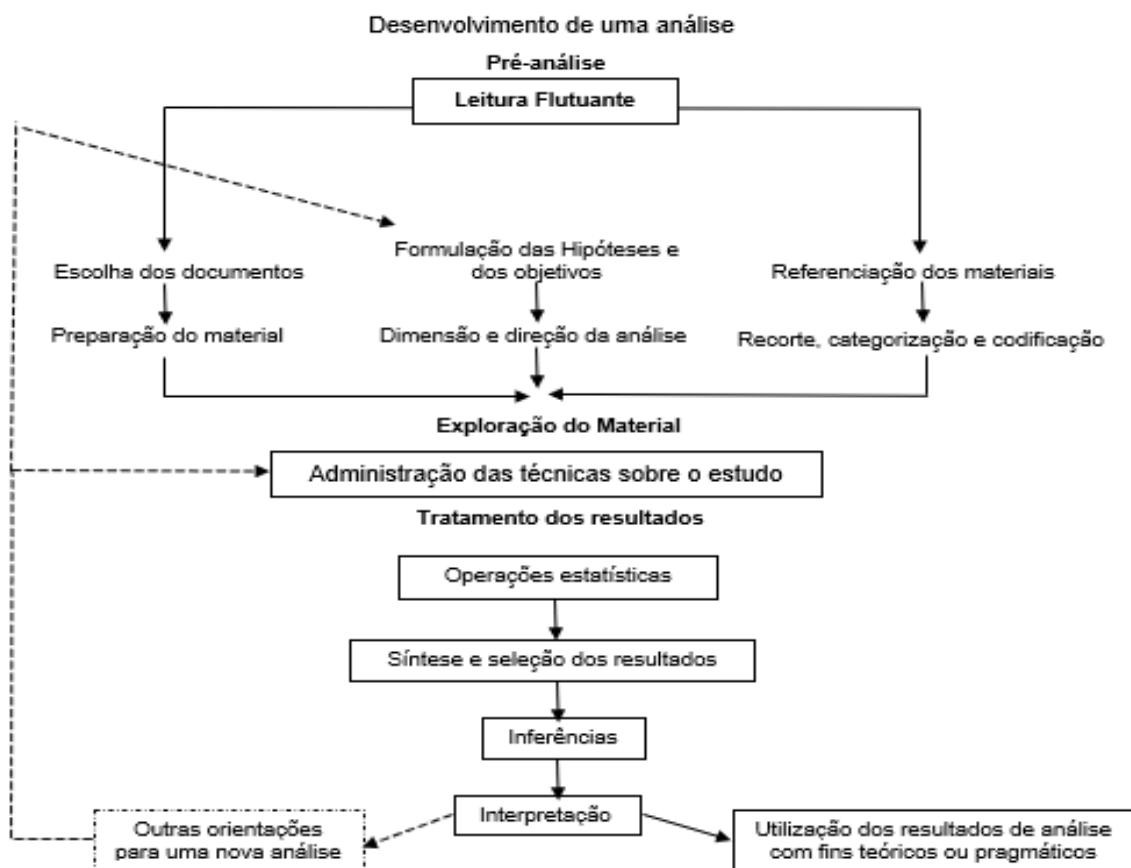 Desenvolvimento de uma análise
Pré-análise
Leitura Flutuante
Escolha dos documentos
Formulação das Hipóteses e
dos objetivos
Referenciação dos materiais
Preparação do material
Dimensão e direção da análise
Recorte, categorização e codificação
Exploração do Material
Administração das técnicas sobre o estudo
Tratamento dos resultados
Operações estatísticas
Síntese e seleção dos resultados
Inferências
Interpretação
Outras orientações
para uma nova análise
Utilização dos resultados de análise
com fins teóricos ou pragmáticos